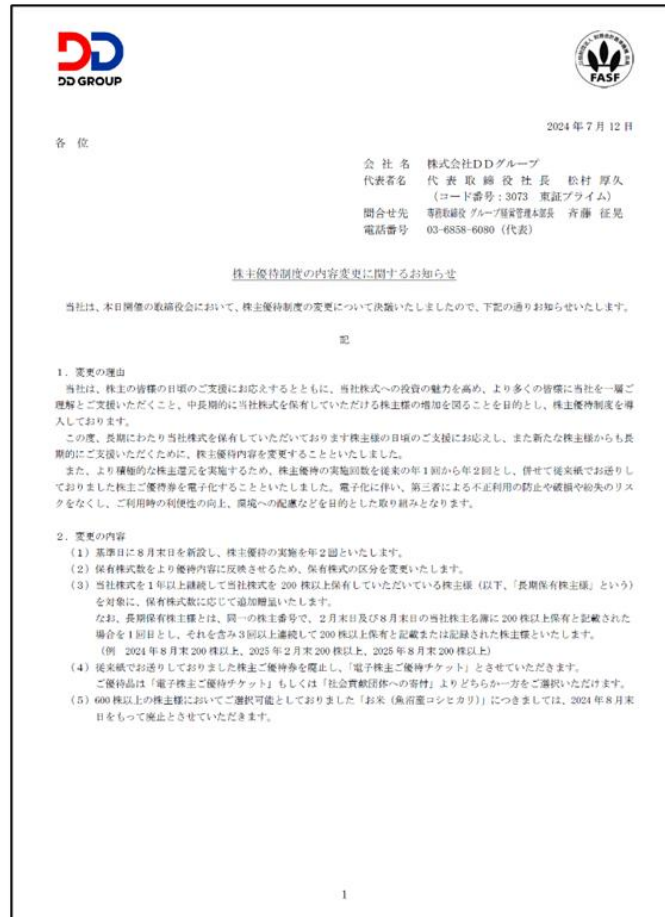 DD GROUP
FASF
2024年7月12日
各 位
会 社 名 株式会社DDグループ
代表者名 代 表 取 締 役 社 長 松村 厚久
(コード番号:3073 東証プライム)
問合せ先 専務取締役 グループ経営管理本部長 斉藤 征晃
電話番号 03-6858-6080(代表)
株主優待制度の内容変更に関するお知らせ
当社は、本日開催の取締役会において、株主優待制度の変更について決議いたしましたので、下記の通りお知らせいたします。
記
1.変更の理由
当社は、株主の皆様の日頃のご支援にお応えするとともに、当社株式への投資の魅力を高め、より多くの皆様に当社を一層ご
理解とご支援いただくこと、中長期的に当社株式を保有していただける株主様の増加を図ることを目的とし、株主優待制度を導
入しております。
この度、長期にわたり当社株式を保有していただいております株主様の日頃のご支援にお応えし、また新たな株主様からも長
期的にご支援いただくために、株主優待内容を変更することといたしました。
また、より積極的な株主還元を実施するため、株主優待の実施回数を従来の年1回から年2回とし、併せて従来紙でお送りし
ておりました株主ご優待券を電子化することといたしました。電子化に伴い、第三者による不正利用の防止や破損や紛失のリス
クをなくし、ご利用時の利便性の向上、環境への配慮などを目的とした取り組みとなります。
2.変更の内容
(1)基準日に8月末日を新設し、株主優待の実施を年2回といたします。
(2)保有株式数をより優待内容に反映させるため、保有株式の区分を変更いたします。
(3)当社株式を1年以上継続して当社株式を 200 株以上保有していただいている株主様(以下、「長期保有株主様」という)
を対象に、保有株式数に応じて追加贈呈いたします。
なお、長期保有株主様とは、同一の株主番号で、2月末日及び8月末日の当社株主名簿に 200 株以上保有と記載された
場合を1回目とし、それを含み3回以上連続して 200 株以上保有と記載または記録された株主様といたします。
(例 2024年8月末 200 株以上、2025年2月末 200 株以上、2025年8月末 200 株以上)
(4)従来紙でお送りしておりました株主ご優待券を廃止し、「電子株主ご優待チケット」とさせていただきます。
ご優待品は「電子株主ご優待チケット」もしくは「社会貢献団体への寄付」よりどちらか一方をご選択いただけます。
(5)600 株以上の株主様においてご選択可能としておりました「お米(魚沼産コシヒカリ)」につきましては、2024年8月末
日をもって廃止とさせていただきます。
1